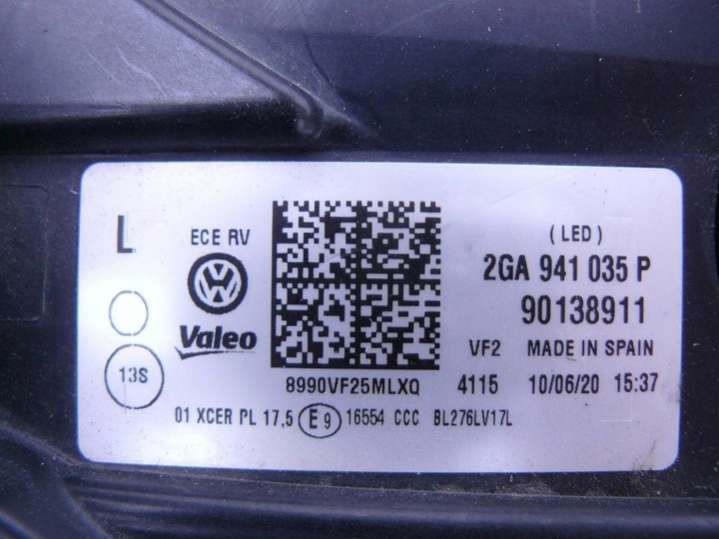 L
ECE RV
(LED)
2GA 941 035 P
90138911
Valeo
13S
VF2 MADE IN SPAIN
8990VF25MLXQ
4115 10/06/20 15:37
01 XCER PL 17,5 E9 16554 CCC BL276LV17L